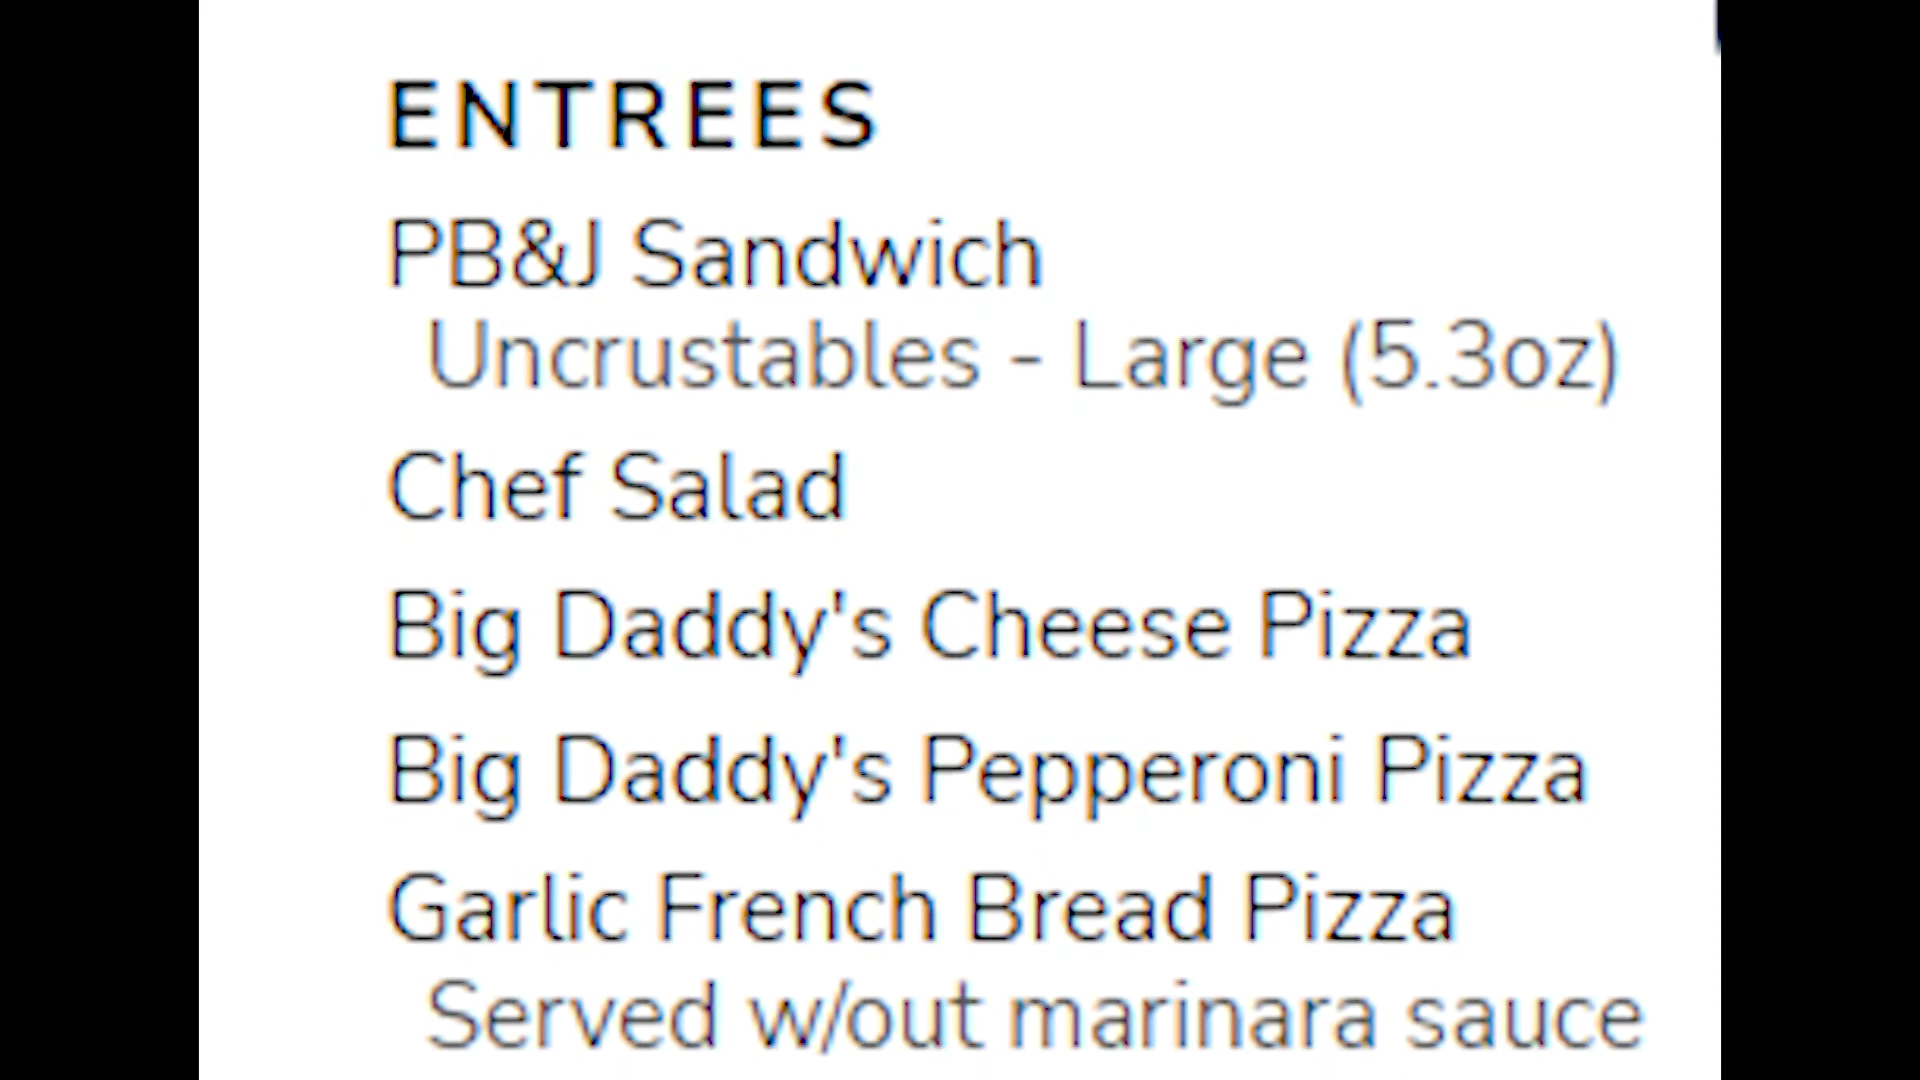 ENTREES
PB&J Sandwich
Uncrustables - Large (5.3oz)
Chef Salad
Big Daddy's Cheese Pizza
Big Daddy's Pepperoni Pizza
Garlic French Bread Pizza
Served w/out marinara sauce